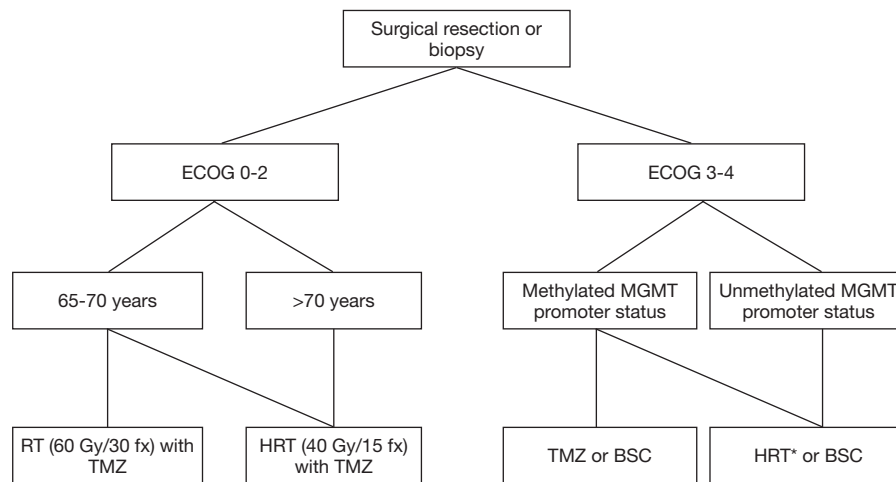 Surgical resection or
biopsy
ECOG 0-2
ECOG 3-4
65-70 years
>70 years
Methylated MGMT
promoter status
Unmethylated MGMT
promoter status
RT (60 Gy/30 fx) with
TMZ
HRT (40 Gy/15 fx)
with TMZ
TMZ or BSC
HRT* or BSC